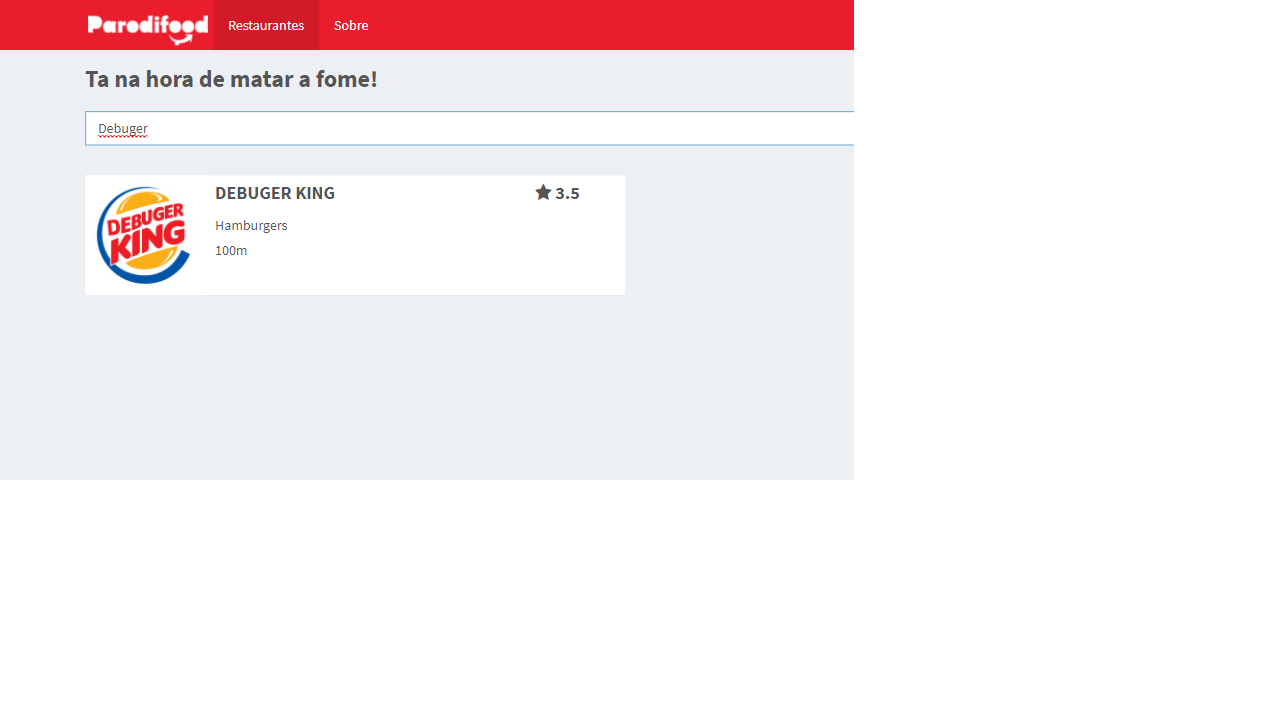 Parodifood Restaurantes Sobre
Ta na hora de matar a fome!
Debuger
DEBUGER KING
DEBUGER KING 3.5
Hamburgers
100m